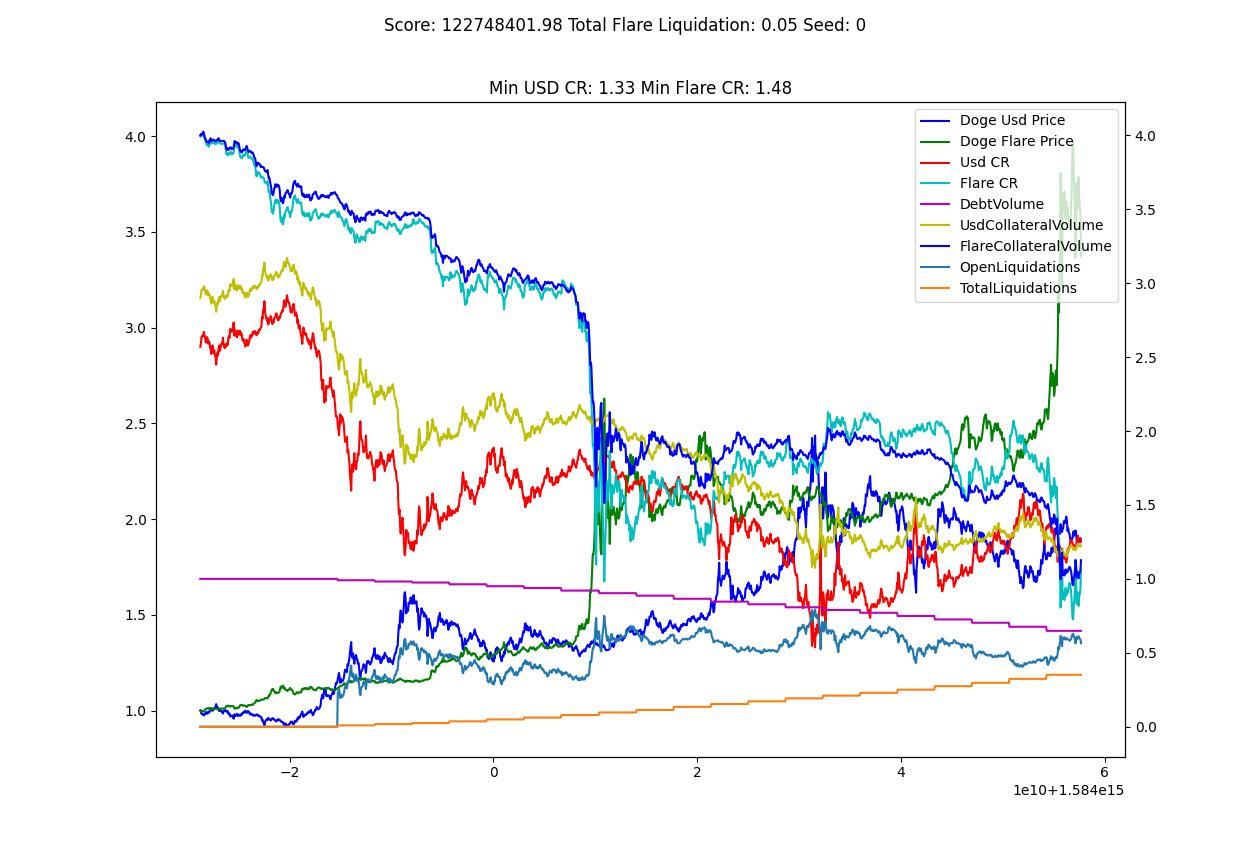 Score: 122748401.98 Total Flare Liquidation: 0.05 Seed: 0
Min USD CR: 1.33 Min Flare CR: 1.48
Doge Usd Price
Doge Flare Price
Usd CR
Flare CR
DebtVolume
UsdCollateralVolume
FlareCollateralVolume
OpenLiquidations
TotalLiquidations
4.0
3.5
3.0
2.5
2.0
1.5
1.0
4.0
3.5
3.0
2.5
2.0
1.5
1.0
0.5
0.0
−2
0
2
4
6
1e10+1.584e15